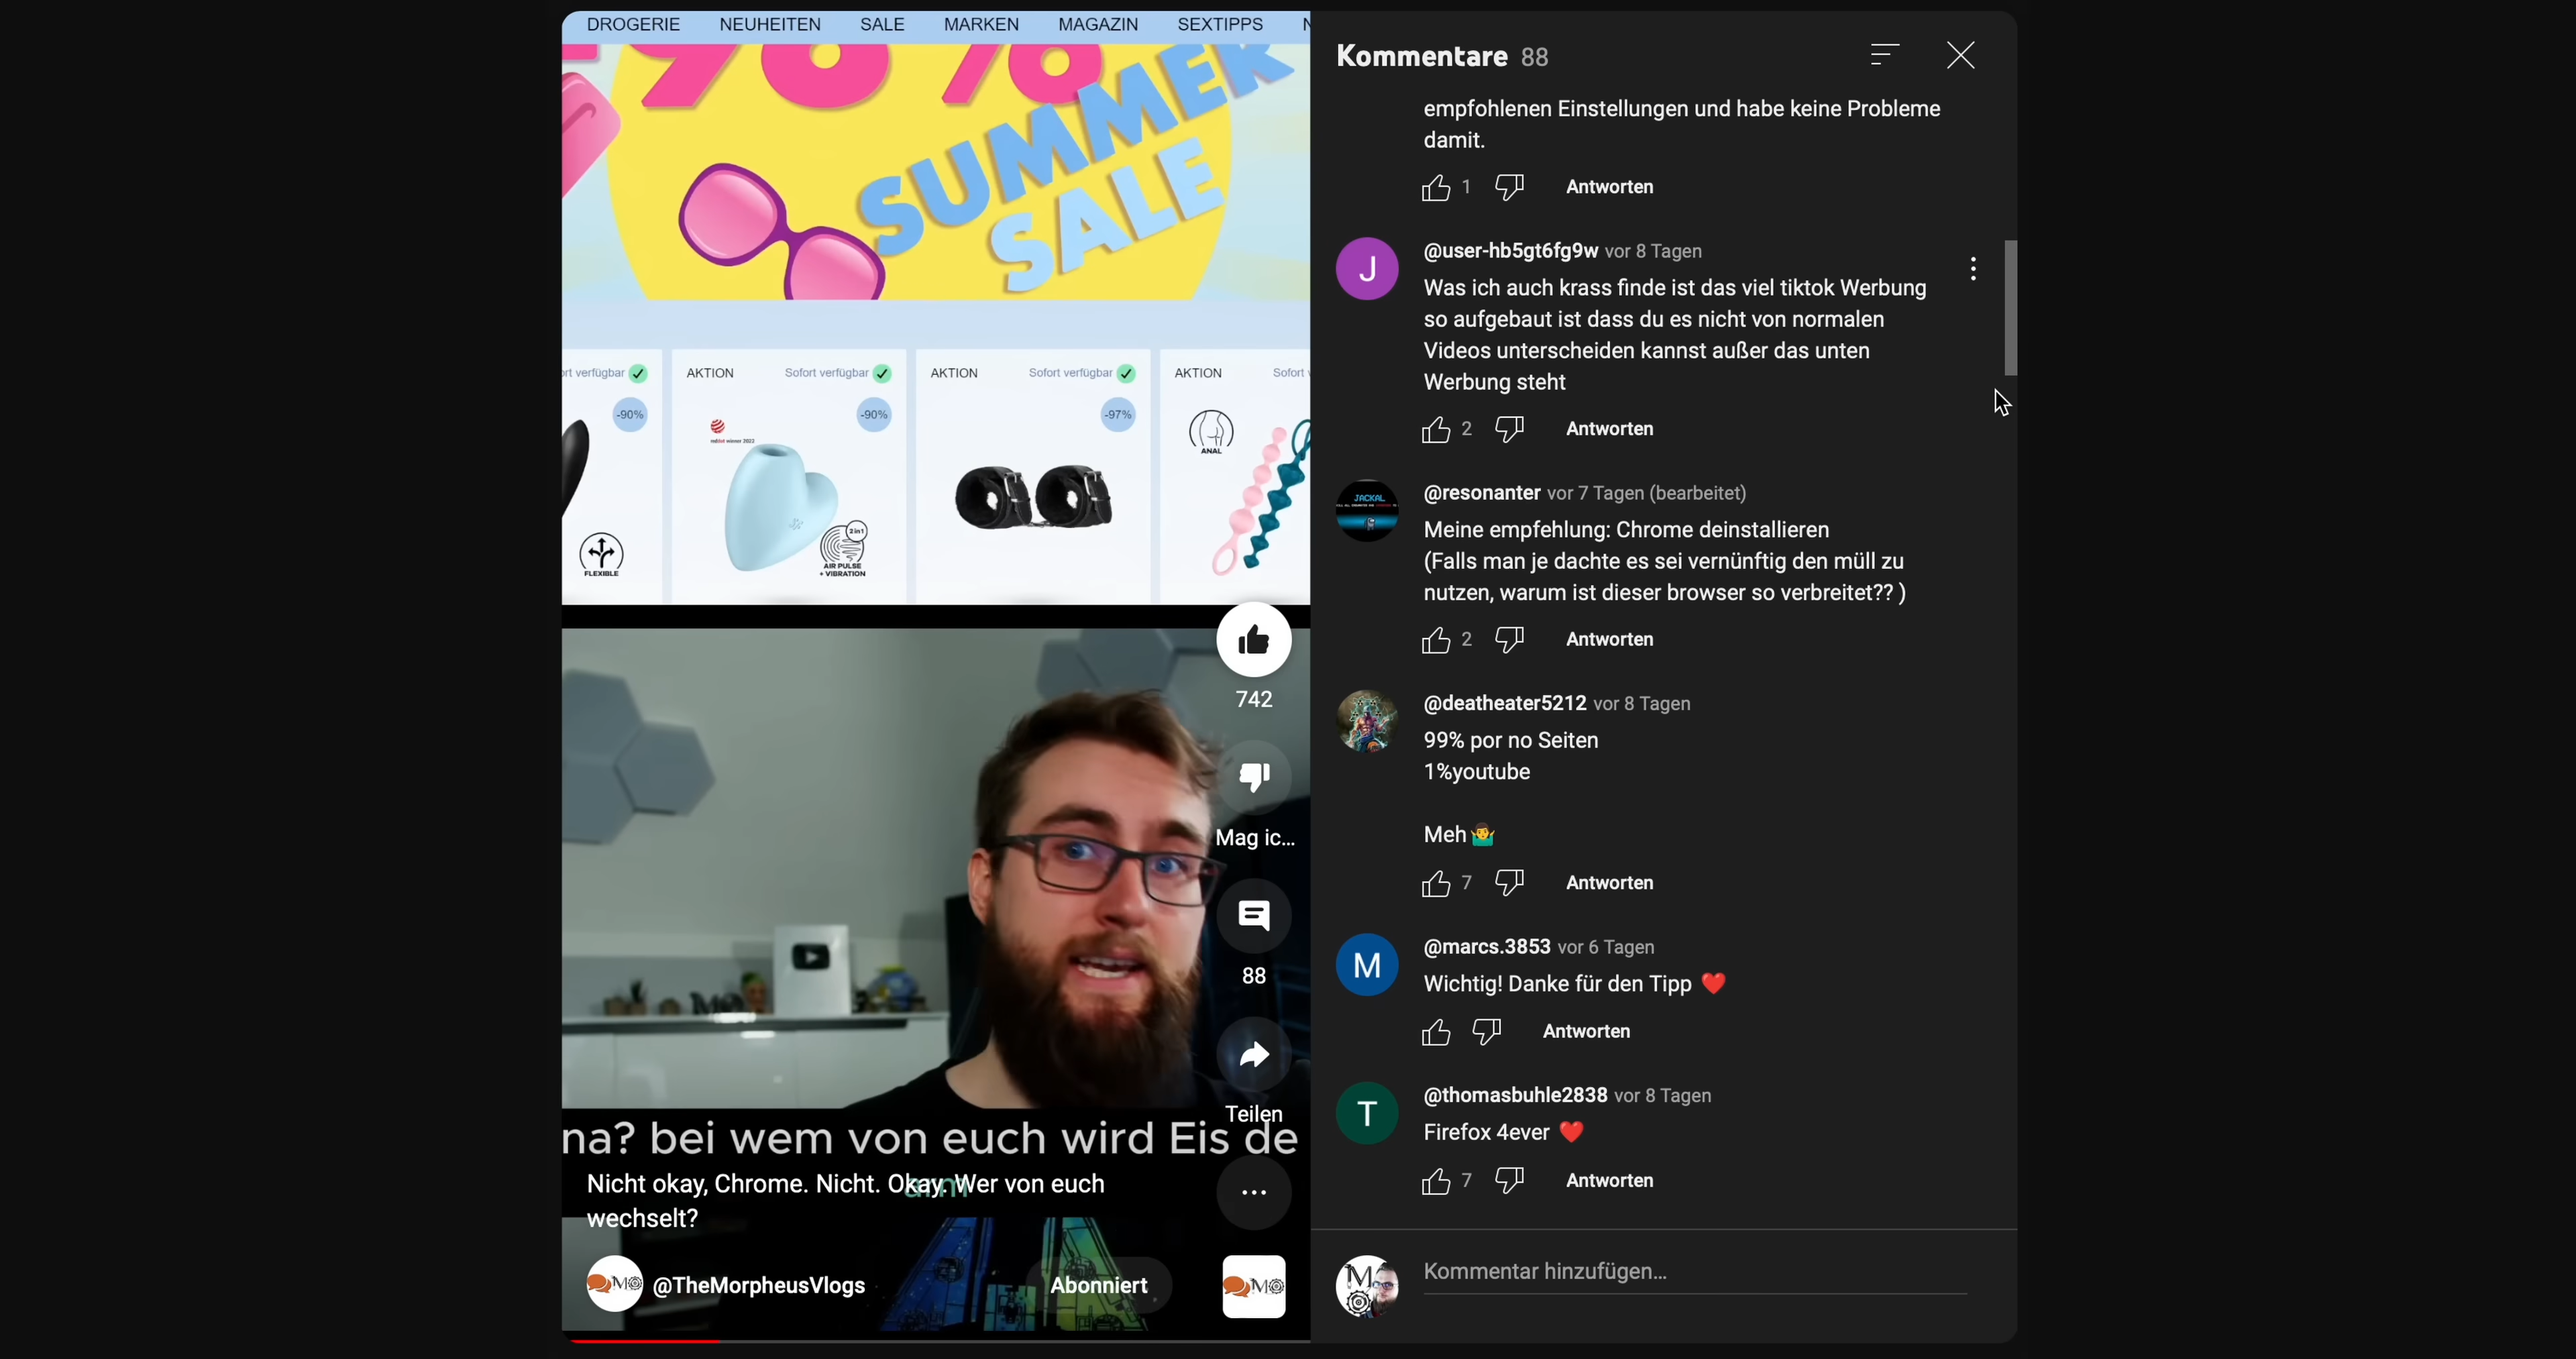 DROGERIE NEUHEITEN SALE MARKEN MAGAZIN SEXTIPPS
SUMMER
SALE
AKTION Sofort verfügbar
AKTION Sofort verfügbar
AKTION
-90%
-90%
-97%
reddot winner 2022
2in1
AIR PULSE
+ VIBRATION
FLEXIBLE
ANAL
742
Mag ic...
88
Teilen
na? bei wem von euch wird Eis de
arm
Nicht okay, Chrome. Nicht. Okay. Wer von euch
wechselt?
@TheMorpheusVlogs Abonniert
Kommentare 88
empfohlenen Einstellungen und habe keine Probleme
damit.
1 Antworten
J
@user-hb5gt6fg9w vor 8 Tagen
Was ich auch krass finde ist das viel tiktok Werbung
so aufgebaut ist dass du es nicht von normalen
Videos unterscheiden kannst außer das unten
Werbung steht
2 Antworten
JACKAL
@resonanter vor 7 Tagen (bearbeitet)
Meine empfehlung: Chrome deinstallieren
(Falls man je dachte es sei vernünftig den müll zu
nutzen, warum ist dieser browser so verbreitet?? )
2 Antworten
@deatheater5212 vor 8 Tagen
99% por no Seiten
1%youtube
Meh🤷‍♂️
7 Antworten
M
@marcs.3853 vor 6 Tagen
Wichtig! Danke für den Tipp ❤️
Antworten
T
@thomasbuhle2838 vor 8 Tagen
Firefox 4ever ❤️
7 Antworten
Kommentar hinzufügen...